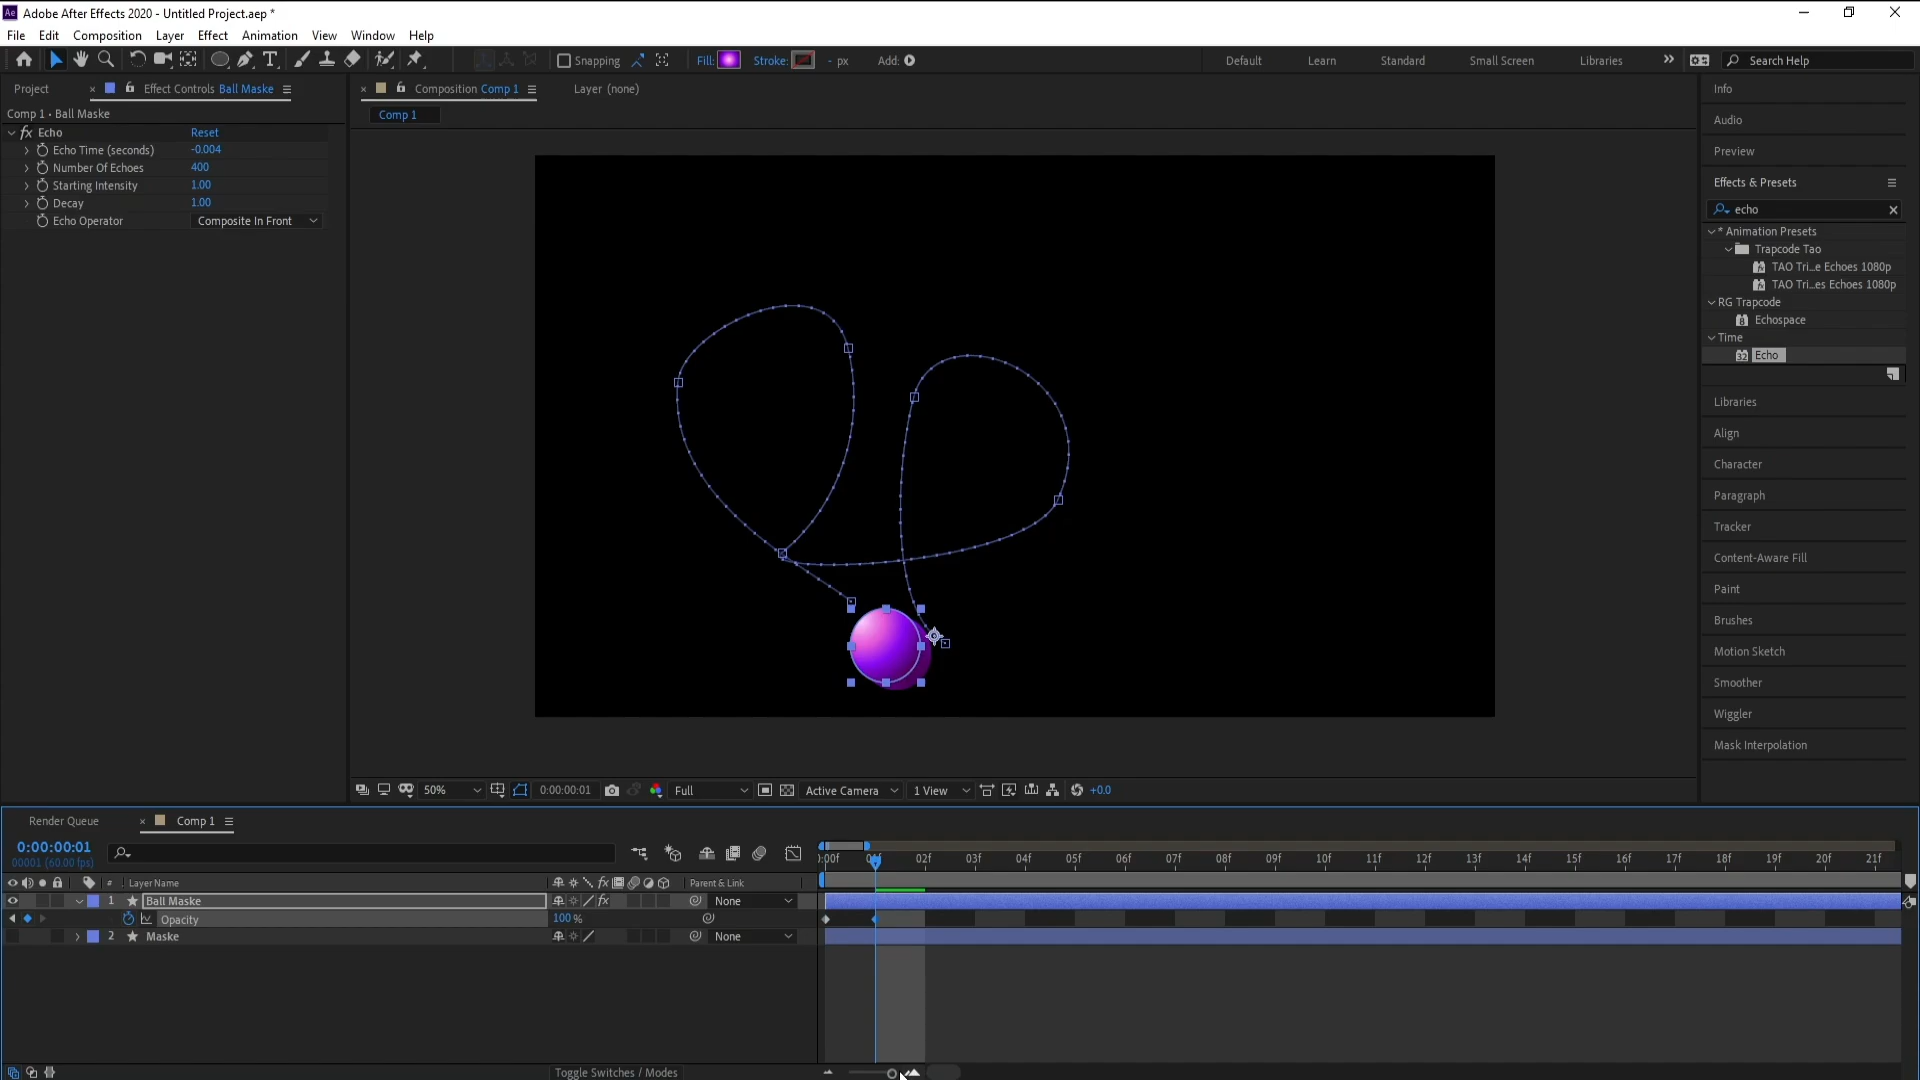 Ae Adobe After Effects 2020 - Untitled Project.aep *
File Edit Composition Layer Effect Animation View Window Help
Snapping Fill: Stroke: - px Add: Default Learn Standard Small Screen Libraries » Search Help
Project × Effect Controls Ball Maske
Comp 1 • Ball Maske
fx Echo Reset
Echo Time (seconds) -0.004
Number Of Echoes 400
Starting Intensity 1.00
Decay 1.00
Echo Operator Composite In Front
× Composition Comp 1 Layer (none)
Comp 1
50% 0:00:00:01 Full Active Camera 1 View +0.0
Info
Audio
Preview
Effects & Presets
echo
* Animation Presets
Trapcode Tao
TAO Tri...e Echoes 1080p
TAO Tri...es Echoes 1080p
RG Trapcode
Echospace
Time
32 Echo
Libraries
Align
Character
Paragraph
Tracker
Content-Aware Fill
Paint
Brushes
Motion Sketch
Smoother
Wiggler
Mask Interpolation
Render Queue × Comp 1
0:00:00:01
00001 (60.00 fps)
:00f 02f 03f 04f 05f 06f 07f 08f 09f 10f 11f 12f 13f 14f 15f 16f 17f 18f 19f 20f 21f
# Layer Name fx Parent & Link
1 Ball Maske fx None
Opacity 100 %
2 Maske None
Toggle Switches / Modes